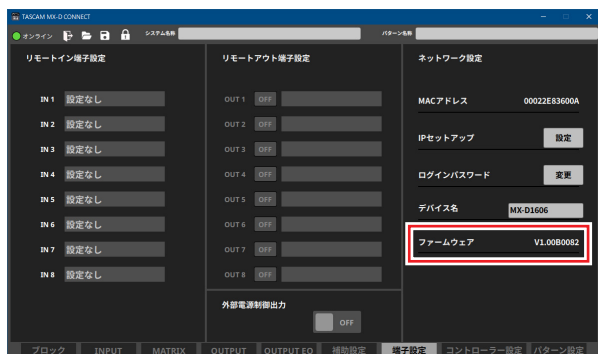 TASCAM MX-D CONNECT
オンライン システム名称 パターン名称
リモートイン端子設定
IN 1 設定なし
IN 2 設定なし
IN 3 設定なし
IN 4 設定なし
IN 5 設定なし
IN 6 設定なし
IN 7 設定なし
IN 8 設定なし
リモートアウト端子設定
OUT 1 OFF
OUT 2 OFF
OUT 3 OFF
OUT 4 OFF
OUT 5 OFF
OUT 6 OFF
OUT 7 OFF
OUT 8 OFF
外部電源制御出力
OFF
ネットワーク設定
MACアドレス 00022E83600A
IPセットアップ 設定
ログインパスワード 変更
デバイス名 MX-D1606
ファームウェア V1.00B0082
ブロック INPUT MATRIX OUTPUT OUTPUT EQ 補助設定 端子設定 コントローラー設定 パターン設定